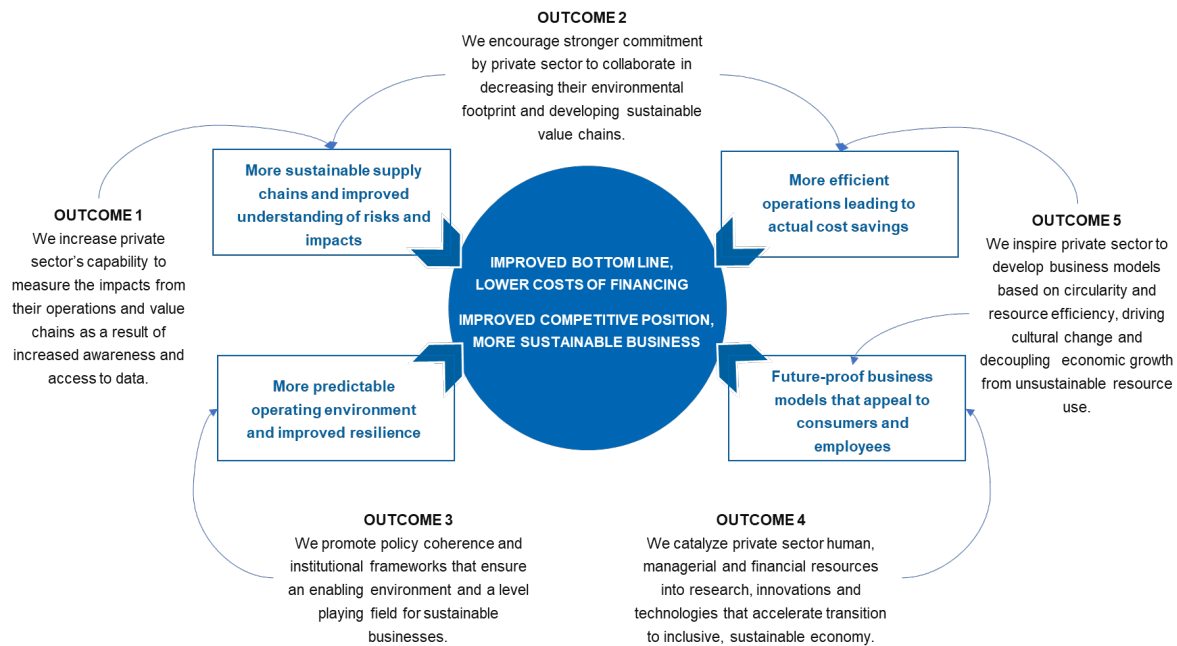 OUTCOME 2
We encourage stronger commitment
by private sector to collaborate in
decreasing their environmental
footprint and developing sustainable
value chains.
More sustainable supply
chains and improved
understanding of risks and
impacts
More efficient
operations leading to
actual cost savings
OUTCOME 1
We increase private
sector's capability to
measure the impacts from
their operations and value
chains as a result of
increased awareness and
access to data.
IMPROVED BOTTOM LINE,
LOWER COSTS OF FINANCING
IMPROVED COMPETITIVE POSITION,
MORE SUSTAINABLE BUSINESS
OUTCOME 5
We inspire private sector to
develop business models
based on circularity and
resource efficiency, driving
cultural change and
decoupling economic growth
from unsustainable resource
use.
More predictable
operating environment
and improved resilience
Future-proof business
models that appeal to
consumers and
employees
OUTCOME 3
We promote policy coherence and
institutional frameworks that ensure
an enabling environment and a level
playing field for sustainable
businesses.
OUTCOME 4
We catalyze private sector human,
managerial and financial resources
into research, innovations and
technologies that accelerate transition
to inclusive, sustainable economy.